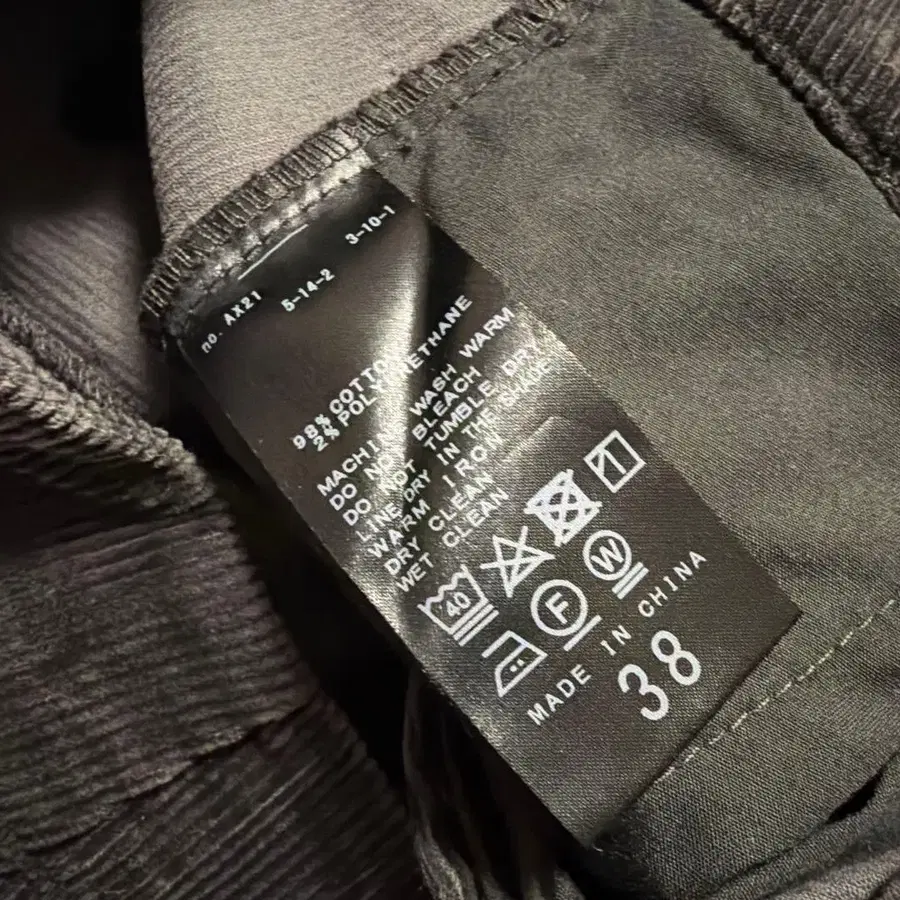 no. AX21
5-14-2
3-10-1
98% COTTON
2% POLYURETHANE
MACHINE WASH WARM
DO NOT BLEACH
DO NOT TUMBLE DRY
LINE DRY IN THE SHADE
WARM IRON
DRY CLEAN
WET CLEAN
40
F
W
MADE IN CHINA
38